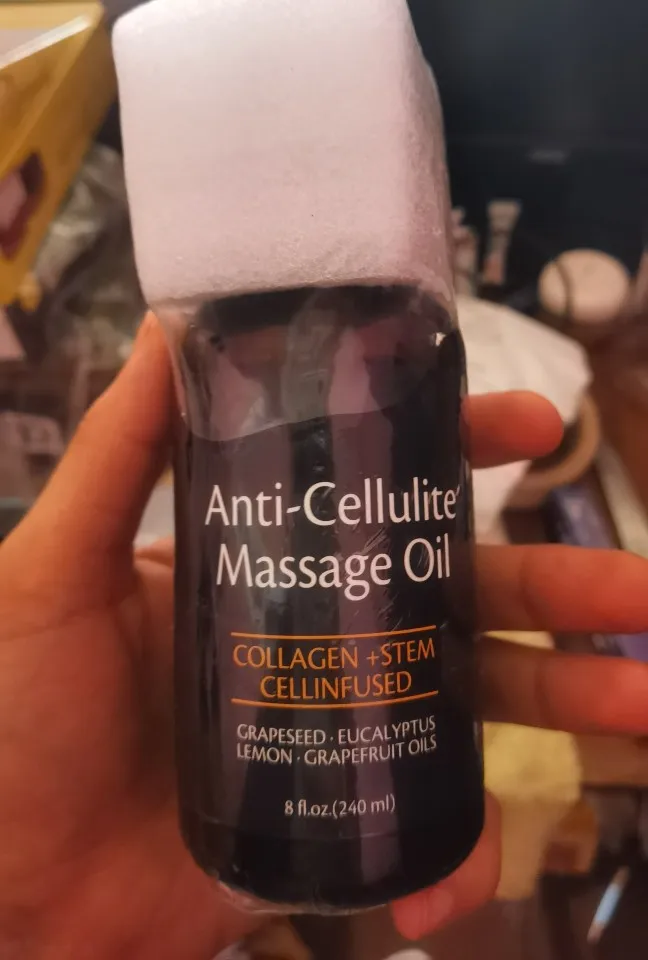 Anti-Cellulite
Massage Oil
COLLAGEN +STEM
CELLINFUSED
GRAPESEED · EUCALYPTUS
LEMON · GRAPEFRUIT OILS
8 fl.oz.(240 ml)